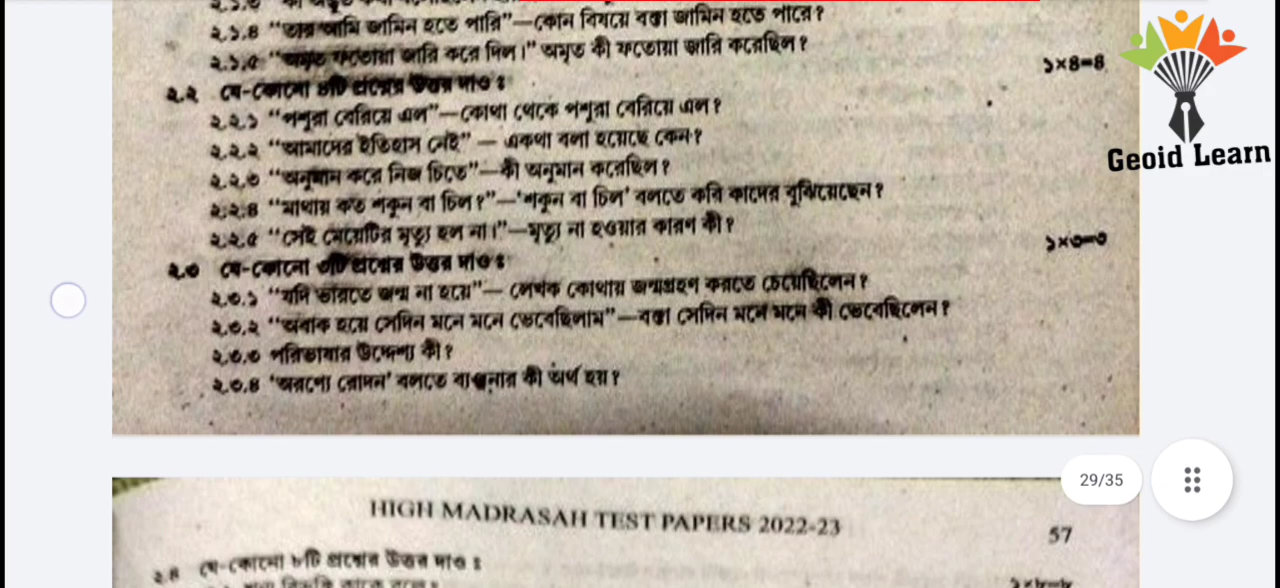 ২.১.৪ “তার আমি জামিন হতে পারি”—কোন বিষয়ে বক্তা জামিন হতে পারে?
২.১.৫ “অমৃত ফতোয়া জারি করে দিল।” অমৃত কী ফতোয়া জারি করেছিল?
২.২ যে-কোনো ৪টি প্রশ্নের উত্তর দাও : ১×৪=৪
২.২.১ “পশুরা বেরিয়ে এল”—কোথা থেকে পশুরা বেরিয়ে এল?
২.২.২ “আমাদের ইতিহাস নেই” — একথা বলা হয়েছে কেন?
২.২.৩ “অনুমান করে নিজ চিতে”—কী অনুমান করেছিল?
২.২.৪ “মাথায় কত শকুন বা চিল?”—‘শকুন বা চিল’ বলতে কবি কাদের বুঝিয়েছেন?
২.২.৫ “সেই মেয়েটির মৃত্যু হল না।”—মৃত্যু না হওয়ার কারণ কী?
২.৩ যে-কোনো ৩টি প্রশ্নের উত্তর দাও : ১×৩=৩
২.৩.১ “যদি ভারতে জন্ম না হয়ে”— লেখক কোথায় জন্মগ্রহণ করতে চেয়েছিলেন?
২.৩.২ “অবাক হয়ে সেদিন মনে মনে ভেবেছিলাম”—বক্তা সেদিন মনে মনে কী ভেবেছিলেন?
২.৩.৩ পরিভাষার উদ্দেশ্য কী?
২.৩.৪ ‘অরণ্যে রোদন’ বলতে ব্যঞ্জনার কী অর্থ হয়?
Geoid Learn
29/35
HIGH MADRASAH TEST PAPERS 2022-23 57
২.৪ যে-কোনো ৮টি প্রশ্নের উত্তর দাও :